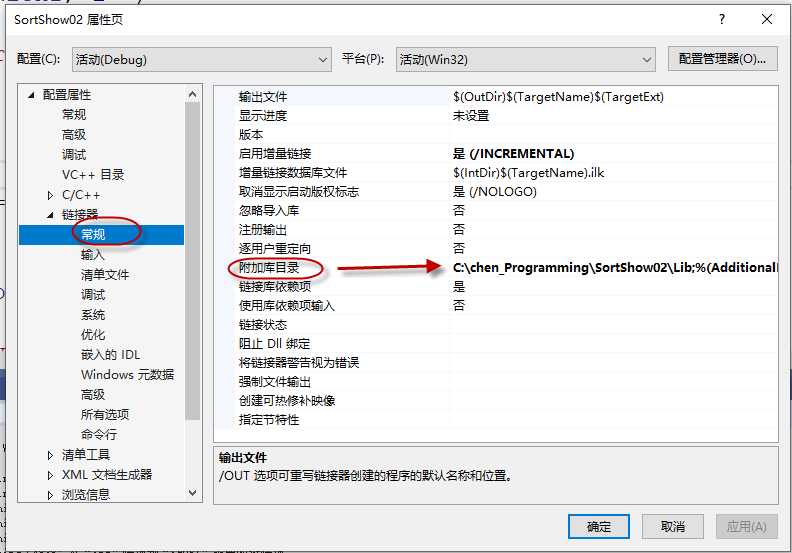 SortShow02 属性页
配置(C): 活动(Debug) 平台(P): 活动(Win32) 配置管理器(O)...
配置属性
常规
高级
调试
VC++ 目录
C/C++
链接器
常规
输入
清单文件
调试
系统
优化
嵌入的 IDL
Windows 元数据
高级
所有选项
命令行
清单工具
XML 文档生成器
浏览信息
输出文件 $(OutDir)$(TargetName)$(TargetExt)
显示进度 未设置
版本
启用增量链接 是 (/INCREMENTAL)
增量链接数据库文件 $(IntDir)$(TargetName).ilk
取消显示启动版权标志 是 (/NOLOGO)
忽略导入库 否
注册输出 否
逐用户重定向 否
附加库目录 C:\chen_Programming\SortShow02\Lib;%(Additional
链接库依赖项 是
使用库依赖项输入 否
链接状态
阻止 Dll 绑定
将链接器警告视为错误
强制文件输出
创建可热修补映像
指定节特性
输出文件
/OUT 选项可重写链接器创建的程序的默认名称和位置。
确定 取消 应用(A)